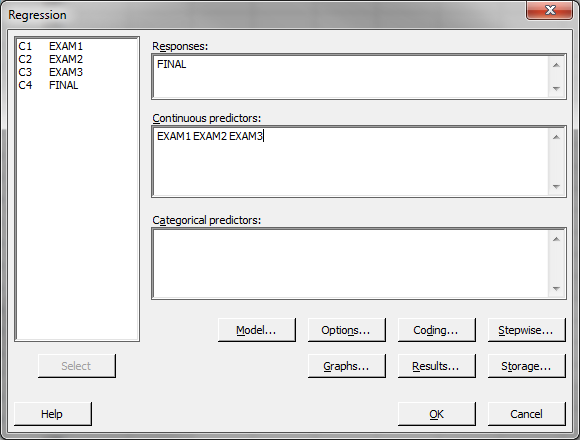 Regression
C1 EXAM1
C2 EXAM2
C3 EXAM3
C4 FINAL
Responses:
FINAL
Continuous predictors:
EXAM1 EXAM2 EXAM3
Categorical predictors:
Model... Options... Coding... Stepwise...
Select Graphs... Results... Storage...
Help OK Cancel